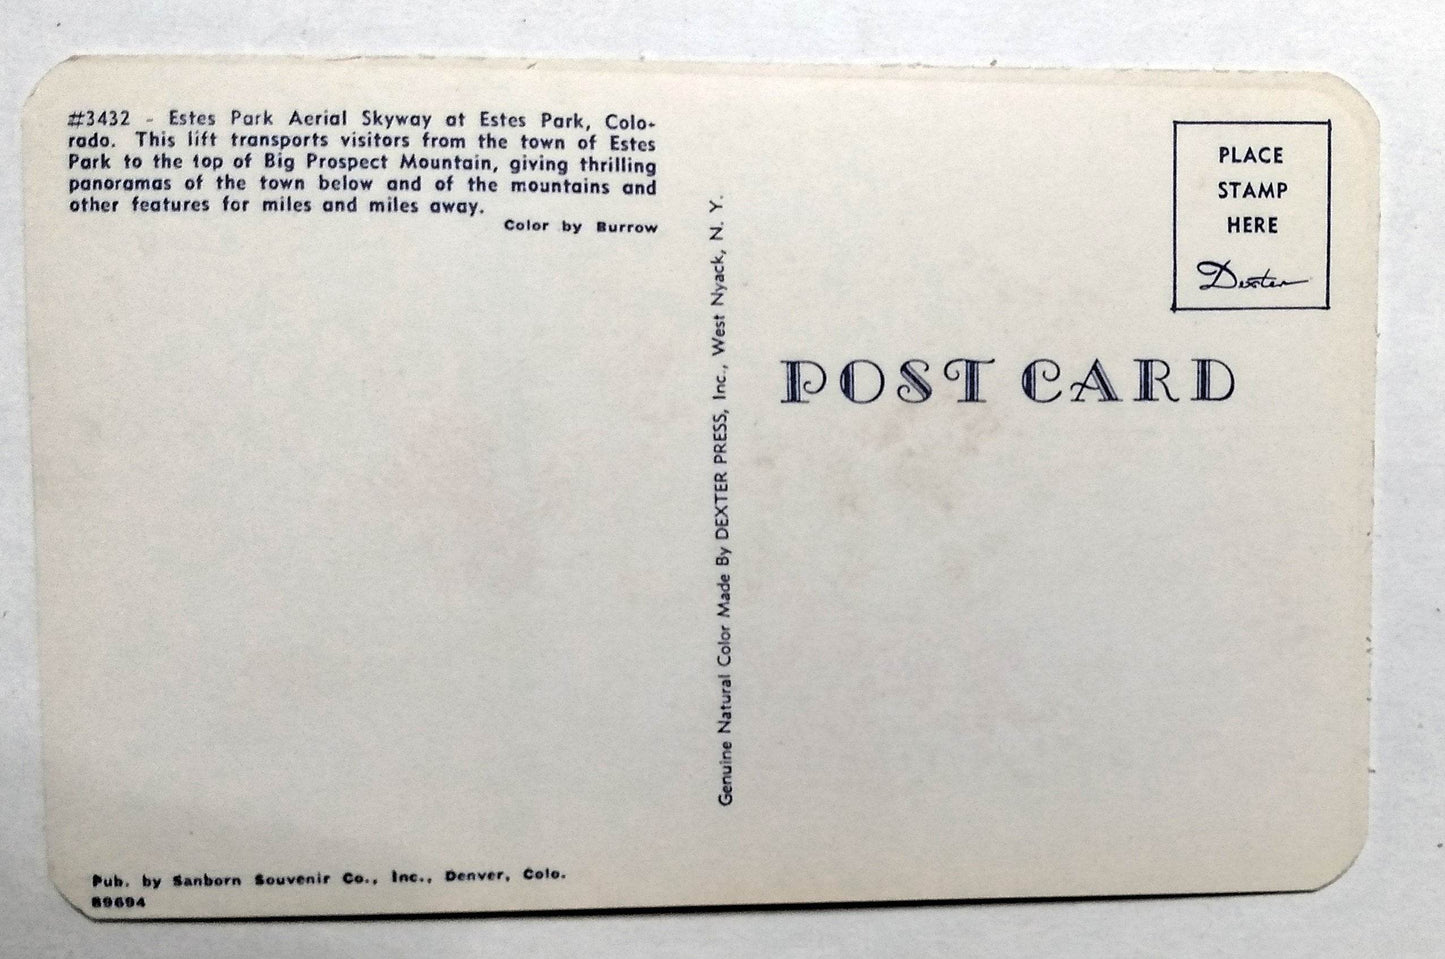 #3432 - Estes Park Aerial Skyway at Estes Park, Colo-
rado. This lift transports visitors from the town of Estes
Park to the top of Big Prospect Mountain, giving thrilling
panoramas of the town below and of the mountains and
other features for miles and miles away.
Color by Burrow
Genuine Natural Color Made By DEXTER PRESS, Inc., West Nyack, N. Y.
PLACE
STAMP
HERE
Dexter
POST CARD
Pub. by Sanborn Souvenir Co., Inc., Denver, Colo.
89694